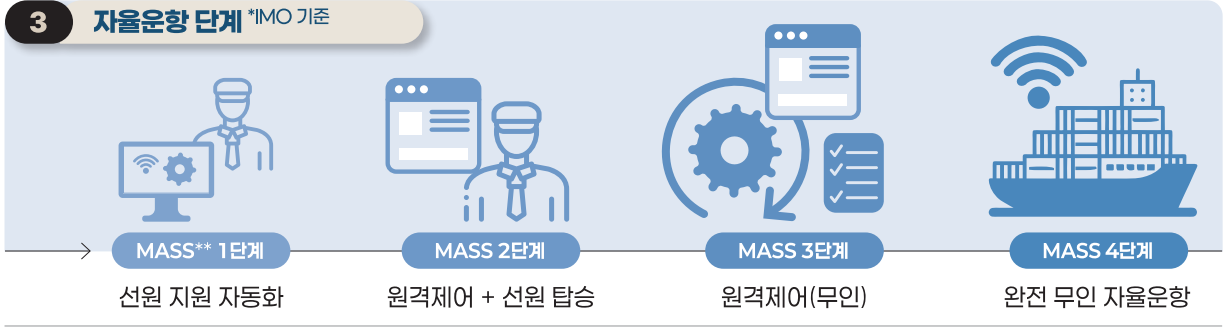 3 자율운항 단계 *IMO 기준
MASS** 1단계
MASS 2단계
MASS 3단계
MASS 4단계
선원 지원 자동화
원격제어 + 선원 탑승
원격제어(무인)
완전 무인 자율운항